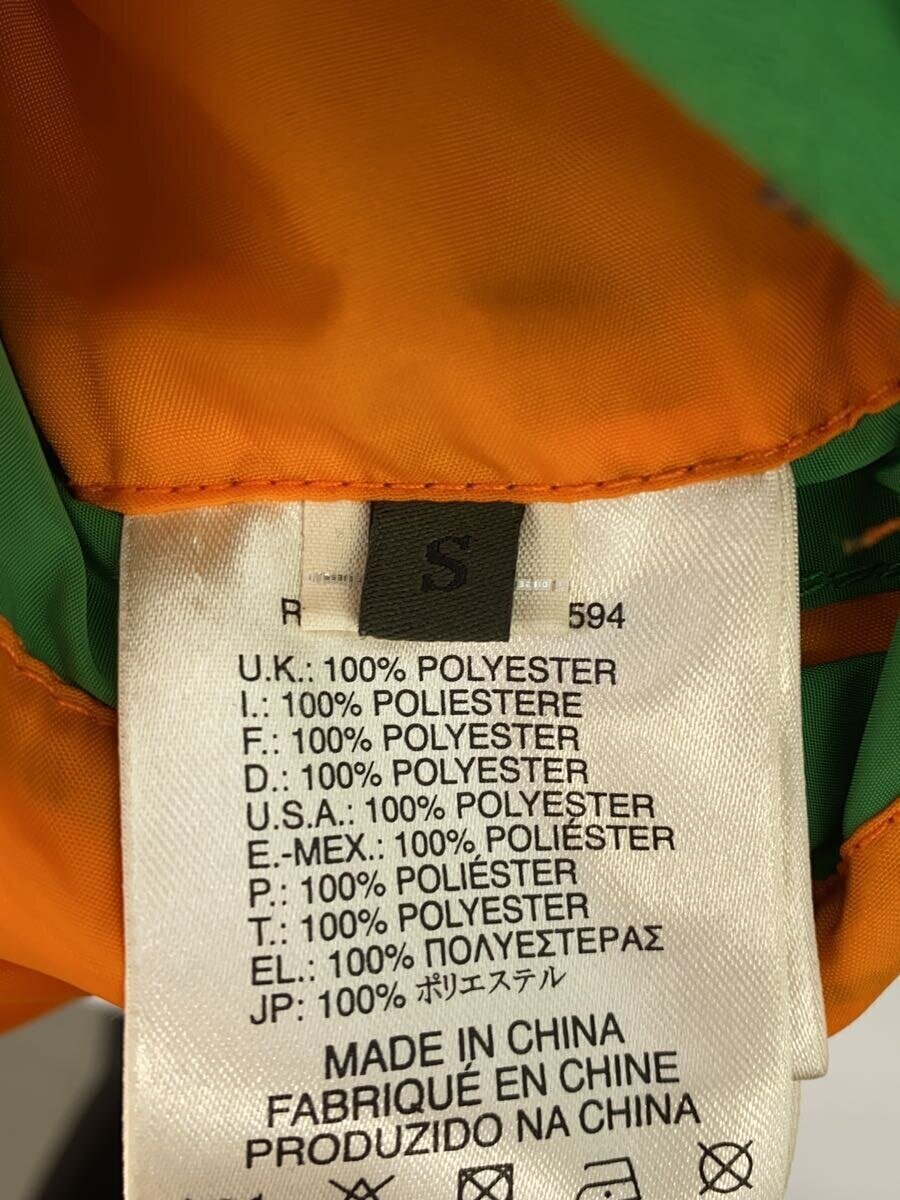 S
594
U.K.: 100% POLYESTER
I.: 100% POLIESTERE
F.: 100% POLYESTER
D.: 100% POLYESTER
U.S.A.: 100% POLYESTER
E.-MEX.: 100% POLIÉSTER
P.: 100% POLIÉSTER
T.: 100% POLYESTER
EL.: 100% ΠΟΛΥΕΣΤΕΡΑΣ
JP: 100% ポリエステル
MADE IN CHINA
FABRIQUÉ EN CHINE
PRODUZIDO NA CHINA